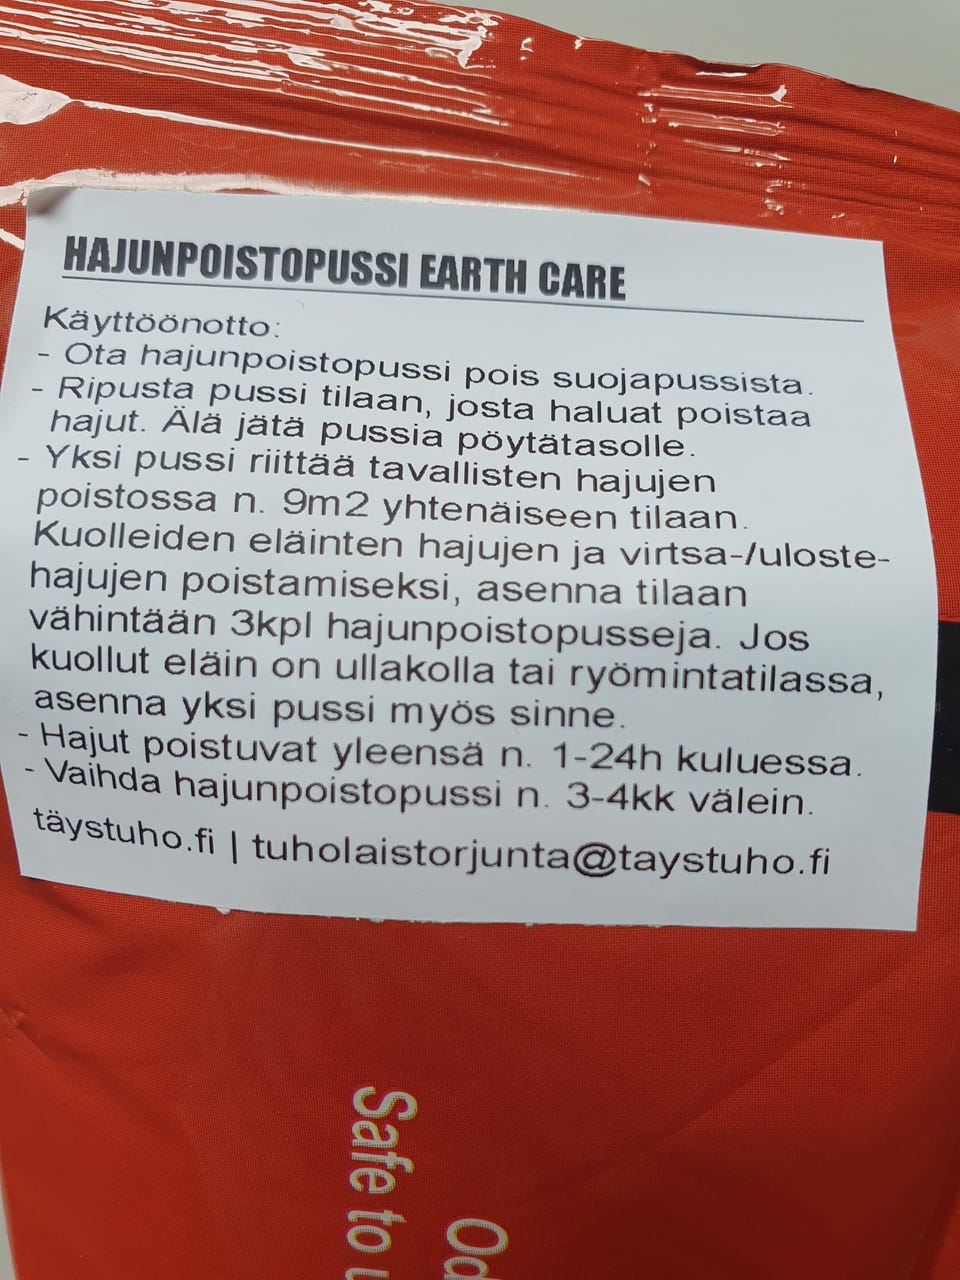 HAJUNPOISTOPUSSI EARTH CARE
Käyttöönotto:
- Ota hajunpoistopussi pois suojapussista.
- Ripusta pussi tilaan, josta haluat poistaa
hajut. Älä jätä pussia pöytätasolle.
- Yksi pussi riittää tavallisten hajujen
poistossa n. 9m2 yhtenäiseen tilaan.
Kuolleiden eläinten hajujen ja virtsa-/uloste-
hajujen poistamiseksi, asenna tilaan
vähintään 3kpl hajunpoistopusseja. Jos
kuollut eläin on ullakolla tai ryömintatilassa,
asenna yksi pussi myös sinne.
- Hajut poistuvat yleensä n. 1-24h kuluessa.
- Vaihda hajunpoistopussi n. 3-4kk välein.
täystuho.fi | tuholaistorjunta@taystuho.fi
Safe to